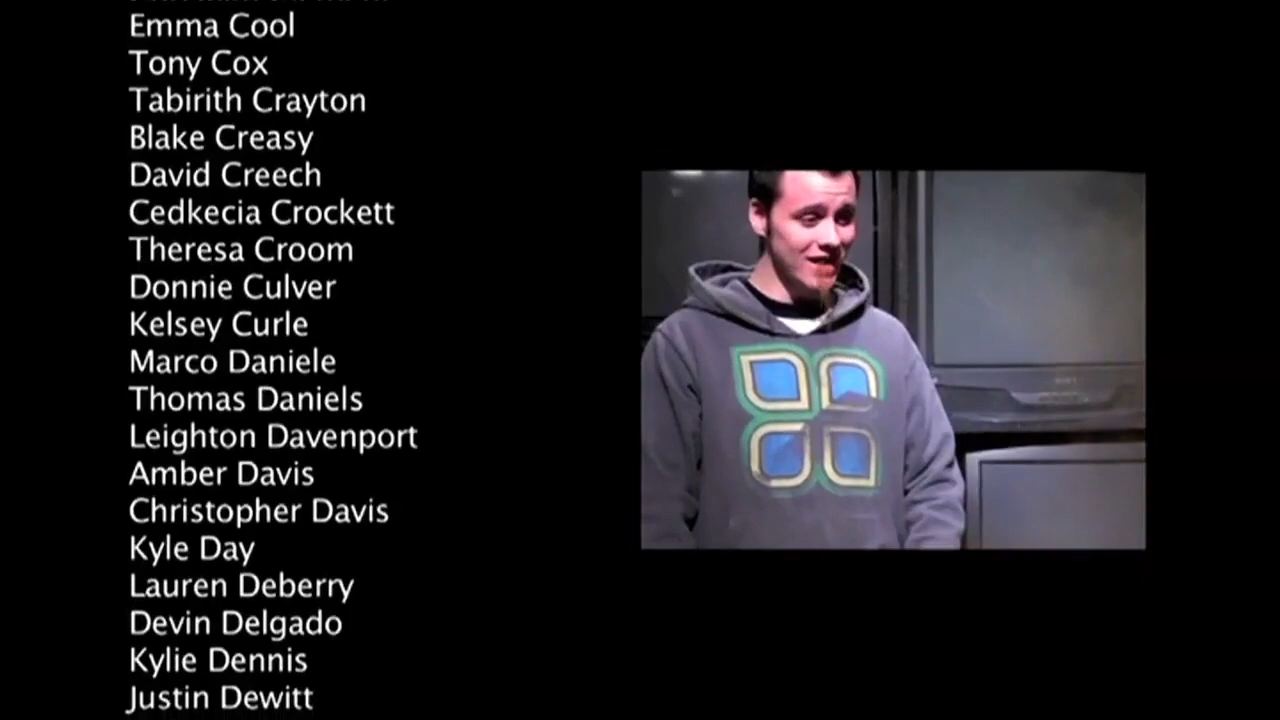 Emma Cool
Tony Cox
Tabirith Crayton
Blake Creasy
David Creech
Cedkecia Crockett
Theresa Croom
Donnie Culver
Kelsey Curle
Marco Daniele
Thomas Daniels
Leighton Davenport
Amber Davis
Christopher Davis
Kyle Day
Lauren Deberry
Devin Delgado
Kylie Dennis
Justin Dewitt